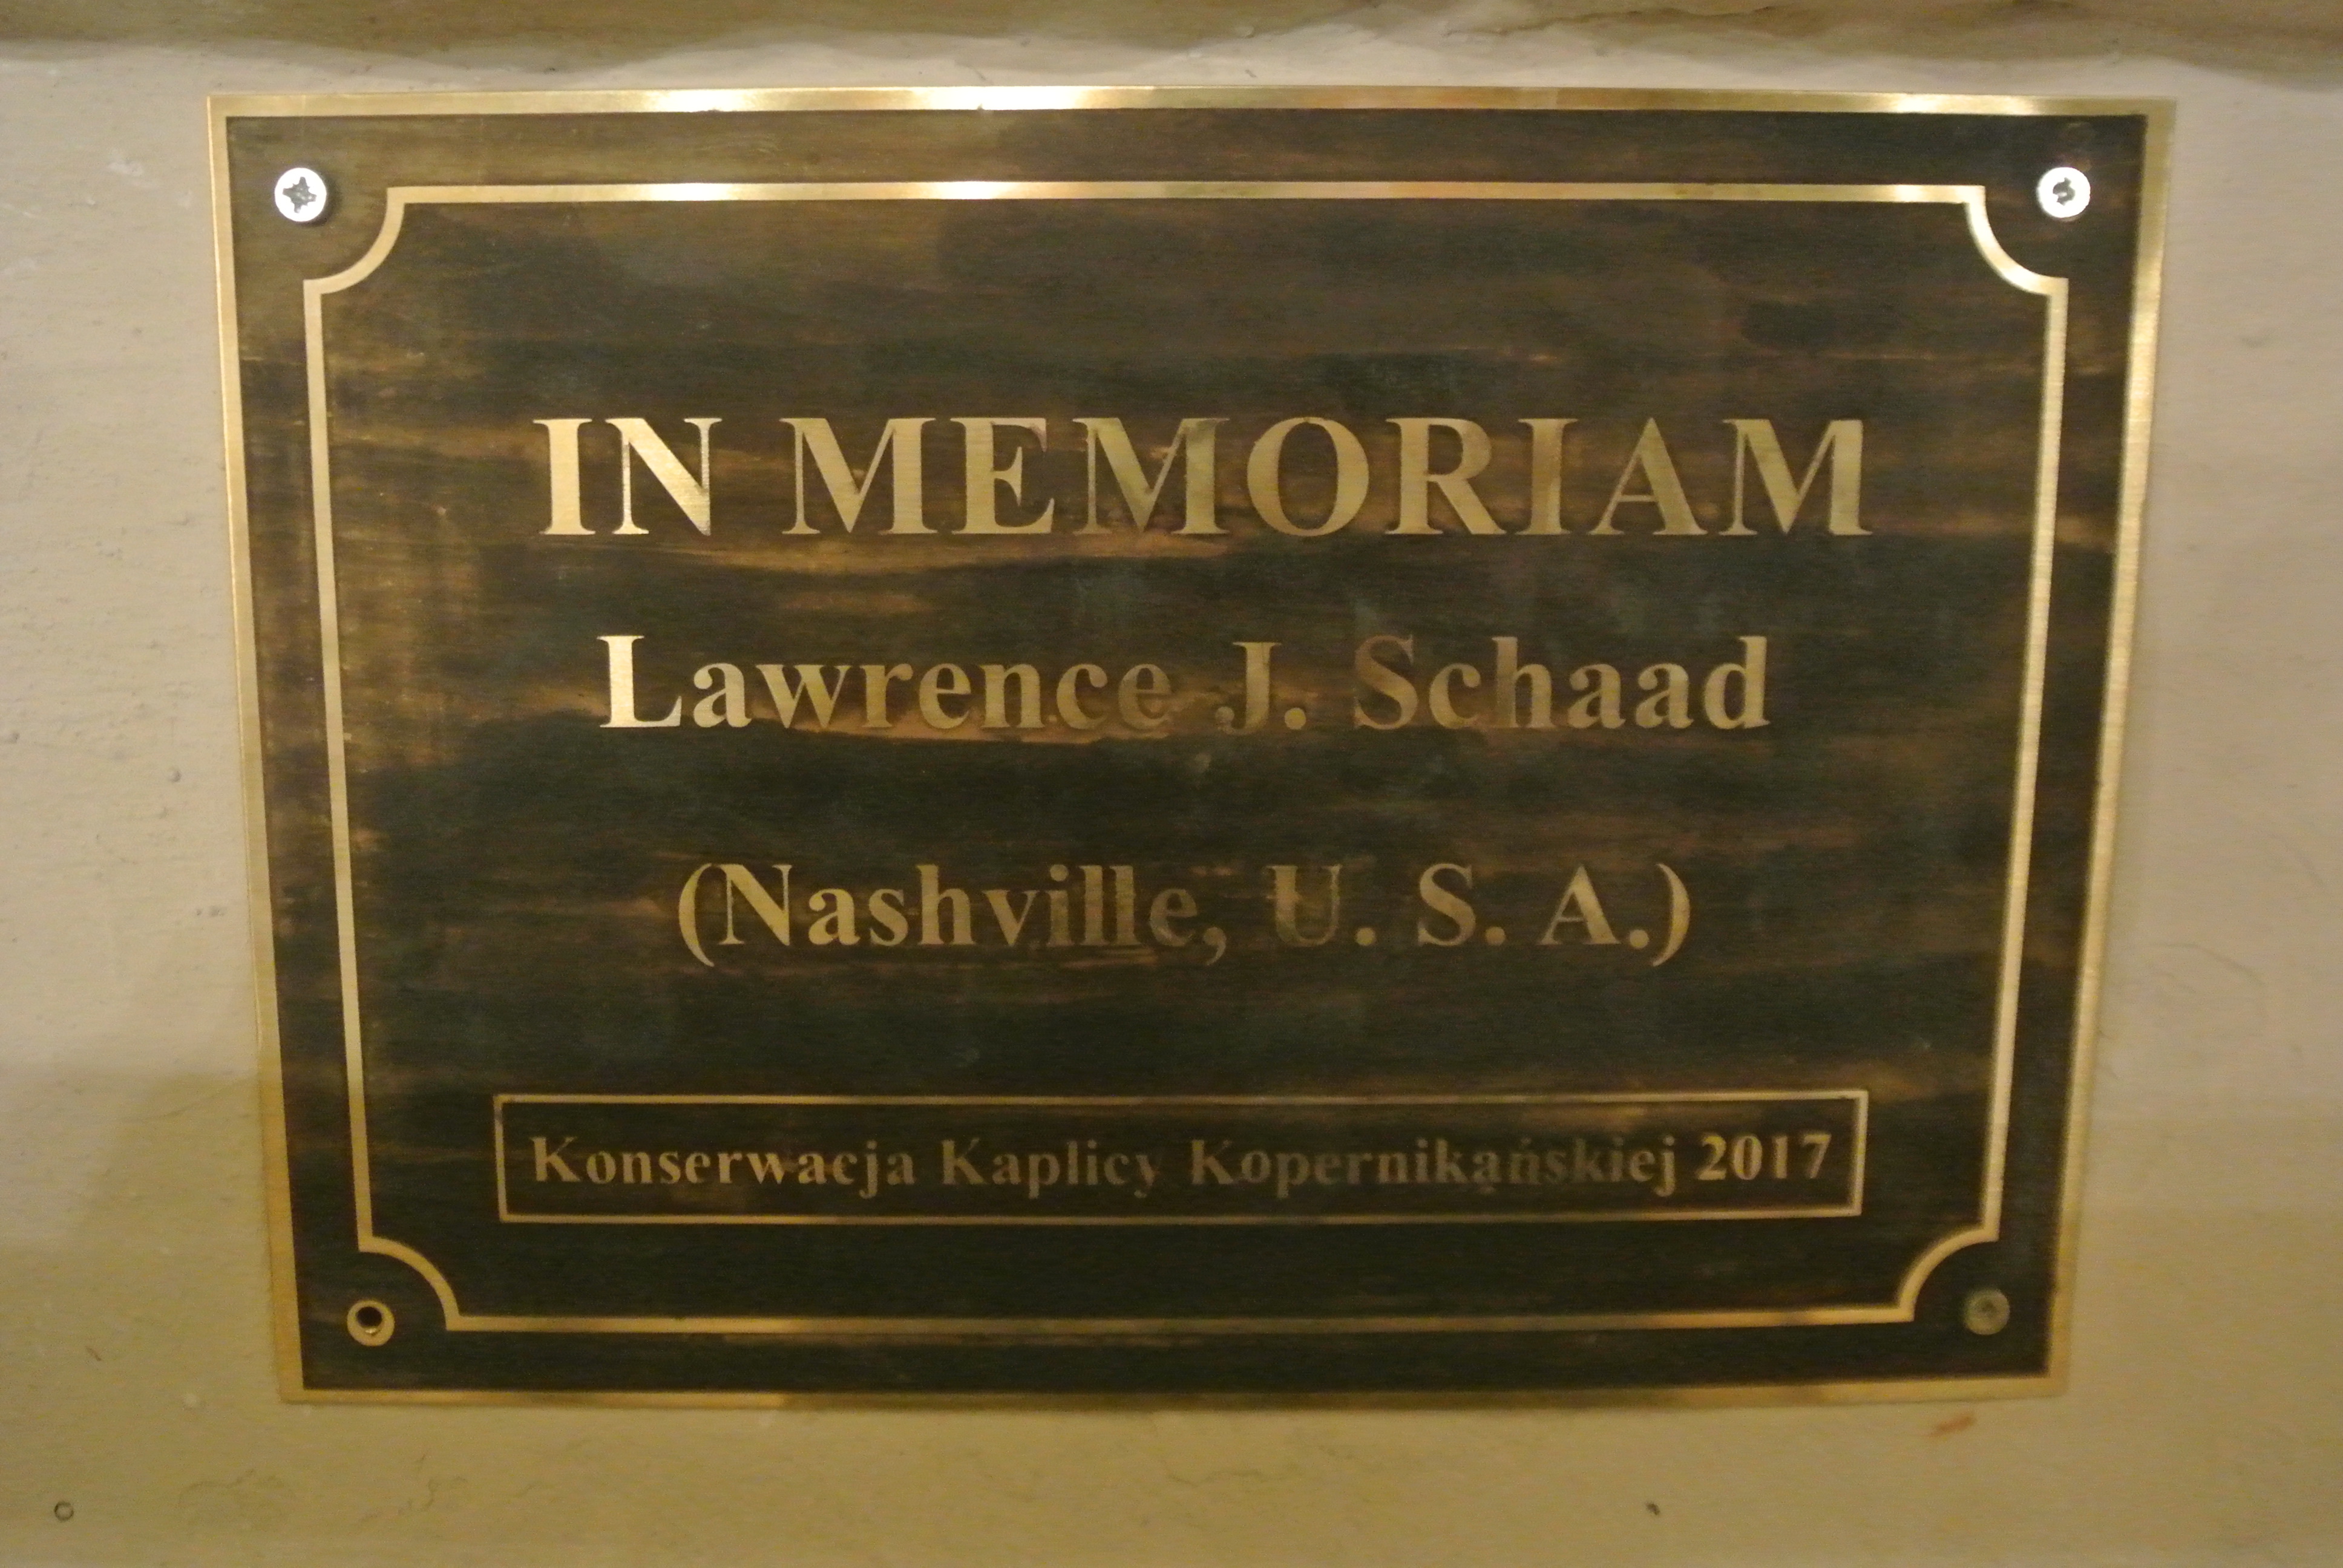 IN MEMORIAM
Lawrence J. Schaad
(Nashville, U. S. A.)
Konserwacja Kaplicy Kopernikańskiej 2017